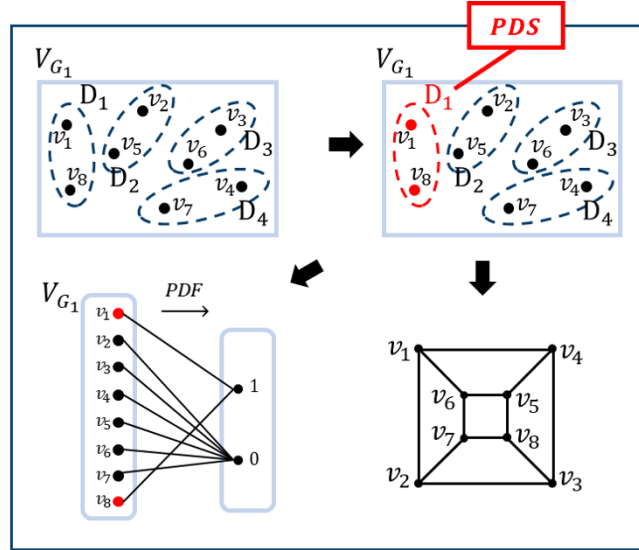 PDS
V_{G_1}
D_1
v_2
v_1
v_5
v_3
v_6
D_3
v_8
D_2
v_4
v_7
D_4
V_{G_1}
D_1
v_2
v_1
v_5
v_3
v_6
D_3
v_8
D_2
v_4
v_7
D_4
V_{G_1}
PDF
v_1
v_2
v_3
v_4
v_5
v_6
v_7
v_8
1
0
v_1
v_4
v_6
v_5
v_7
v_8
v_2
v_3